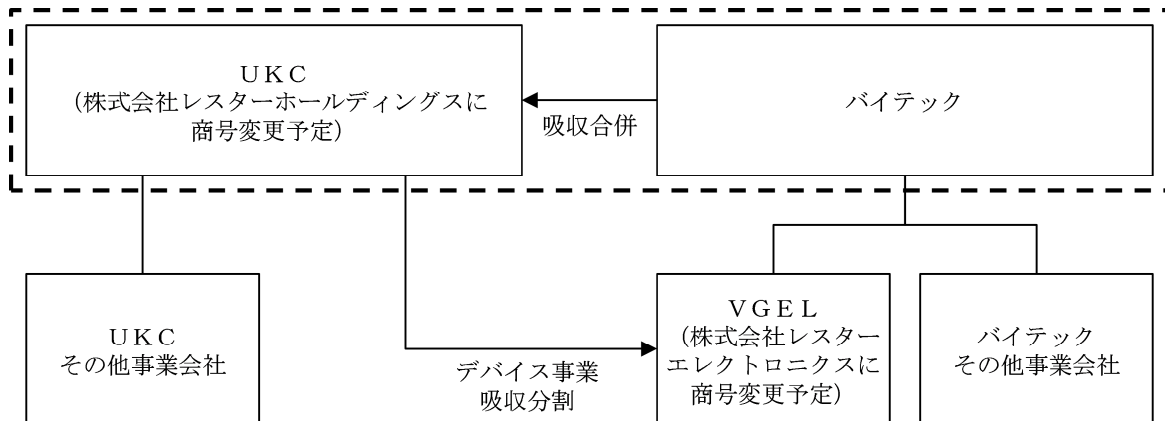 ＵＫＣ
（株式会社レスターホールディングスに
商号変更予定）
バイテック
吸収合併
ＵＫＣ
その他事業会社
デバイス事業
吸収分割
ＶＧＥＬ
（株式会社レスター
エレクトロニクスに
商号変更予定）
バイテック
その他事業会社